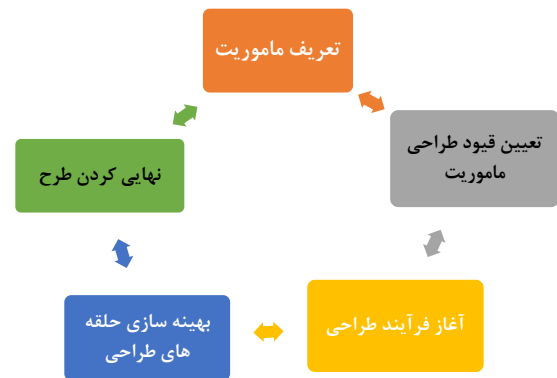 تعریف ماموریت
تعیین قیود طراحی
ماموریت
آغاز فرآیند طراحی
بهینه سازی حلقه
های طراحی
نهایی کردن طرح